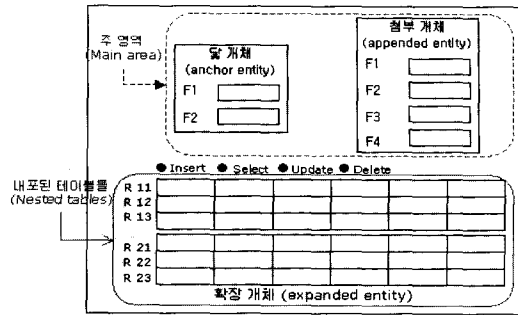 주 영역
(Main area)
닻 개체
(anchor entity)
F1
F2
첨부 개체
(appended entity)
F1
F2
F3
F4
Insert Select Update Delete
내포된 테이블들
(Nested tables)
R 11
R 12
R 13
R 21
R 22
R 23
확장 개체 (expanded entity)